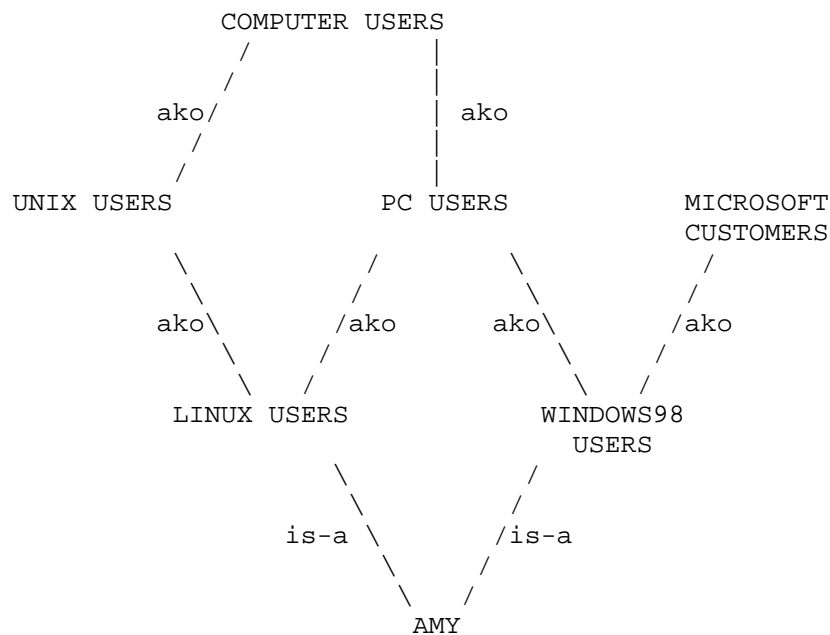 COMPUTER USERS
ako ako
UNIX USERS PC USERS MICROSOFT
CUSTOMERS
ako ako ako ako
LINUX USERS WINDOWS98
USERS
is-a is-a
AMY